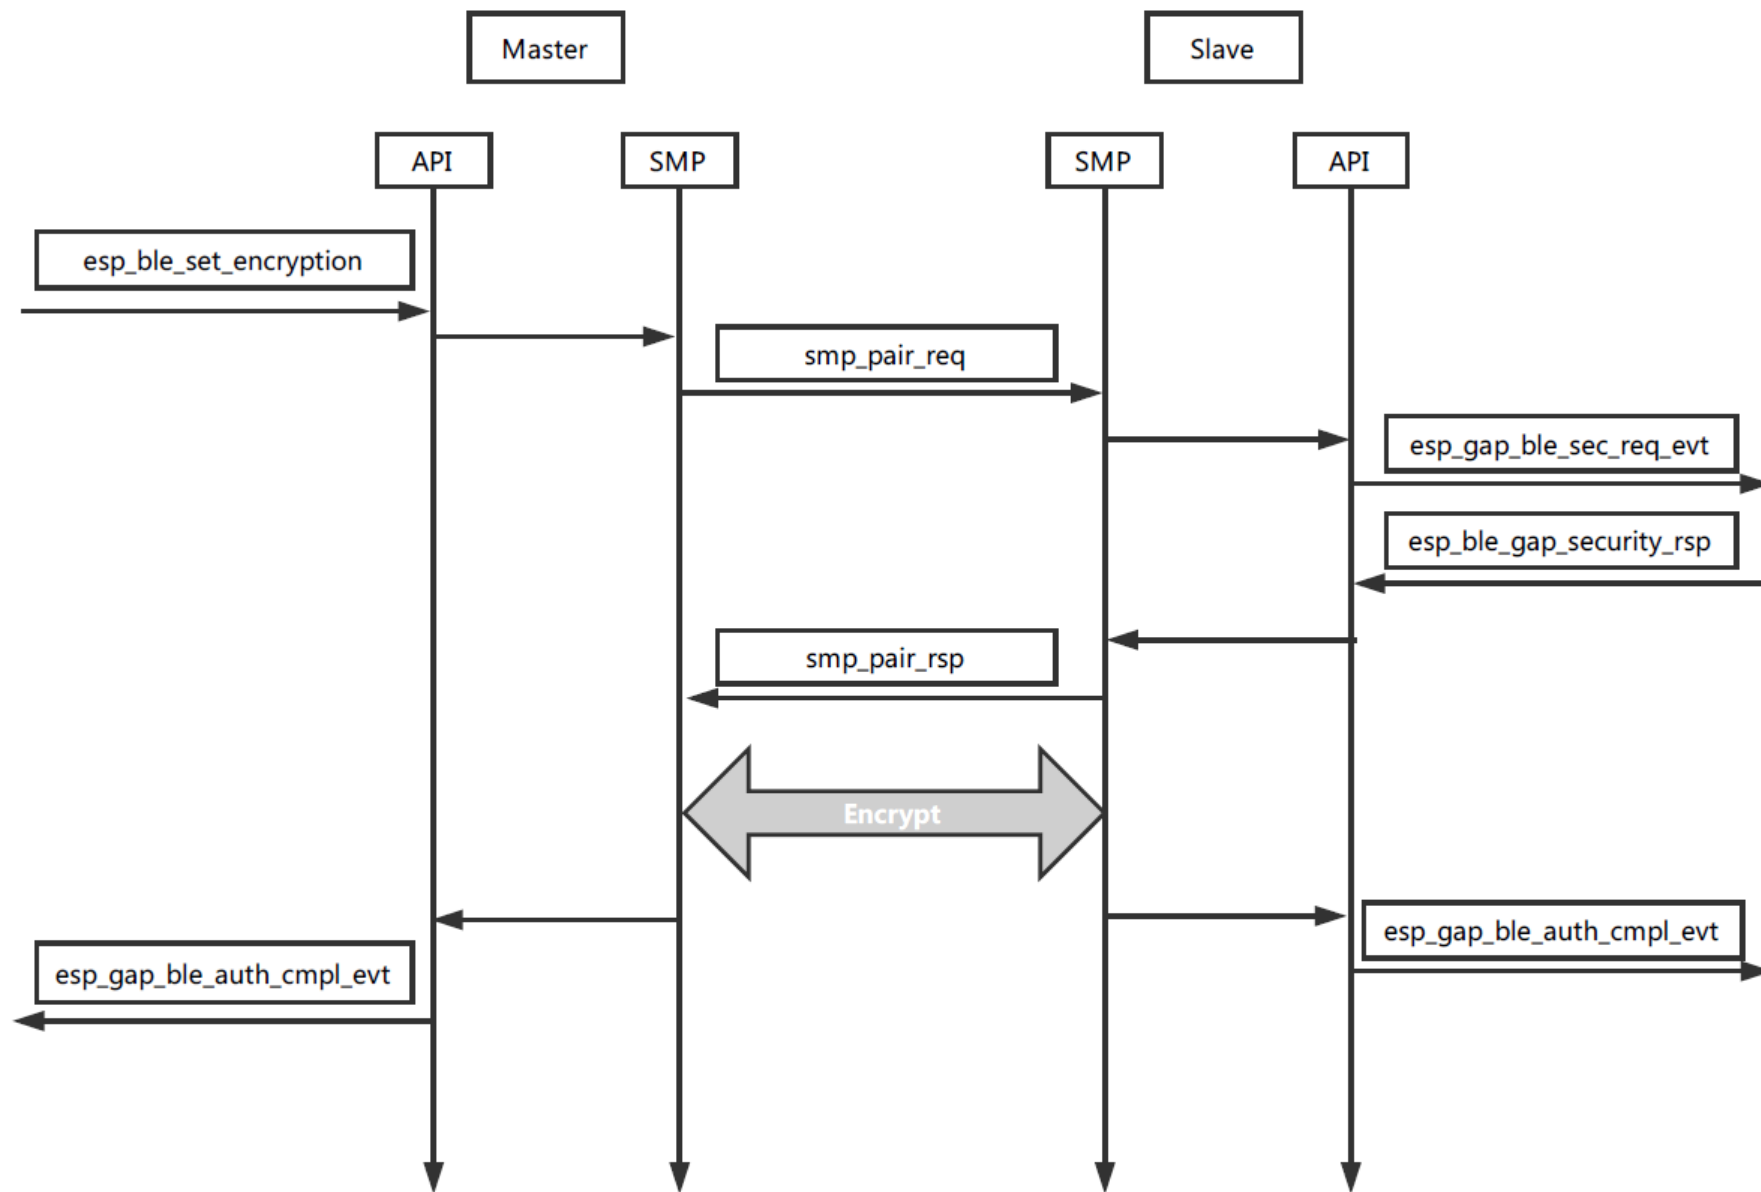 Master
Slave
API
SMP
SMP
API
esp_ble_set_encryption
smp_pair_req
esp_gap_ble_sec_req_evt
esp_ble_gap_security_rsp
smp_pair_rsp
Encrypt
esp_gap_ble_auth_cmpl_evt
esp_gap_ble_auth_cmpl_evt